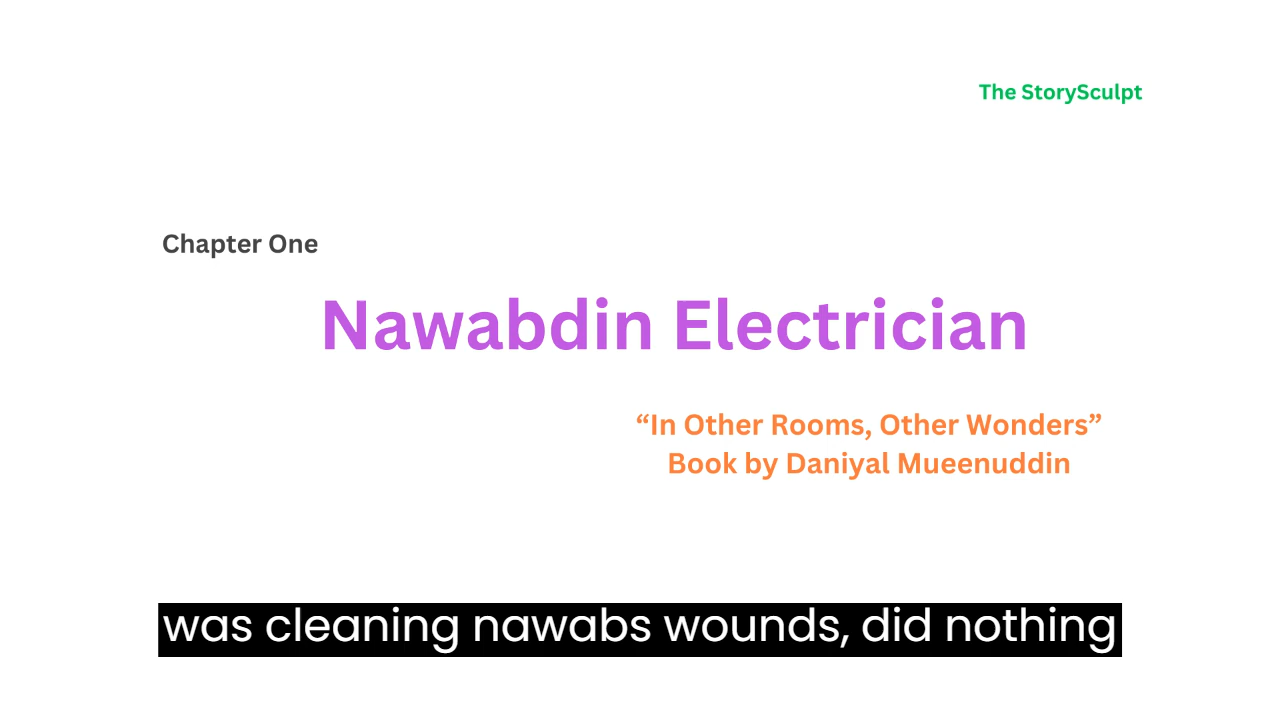 The StorySculpt
Chapter One
Nawabdin Electrician
“In Other Rooms, Other Wonders”
Book by Daniyal Mueenuddin
was cleaning nawabs wounds, did nothing